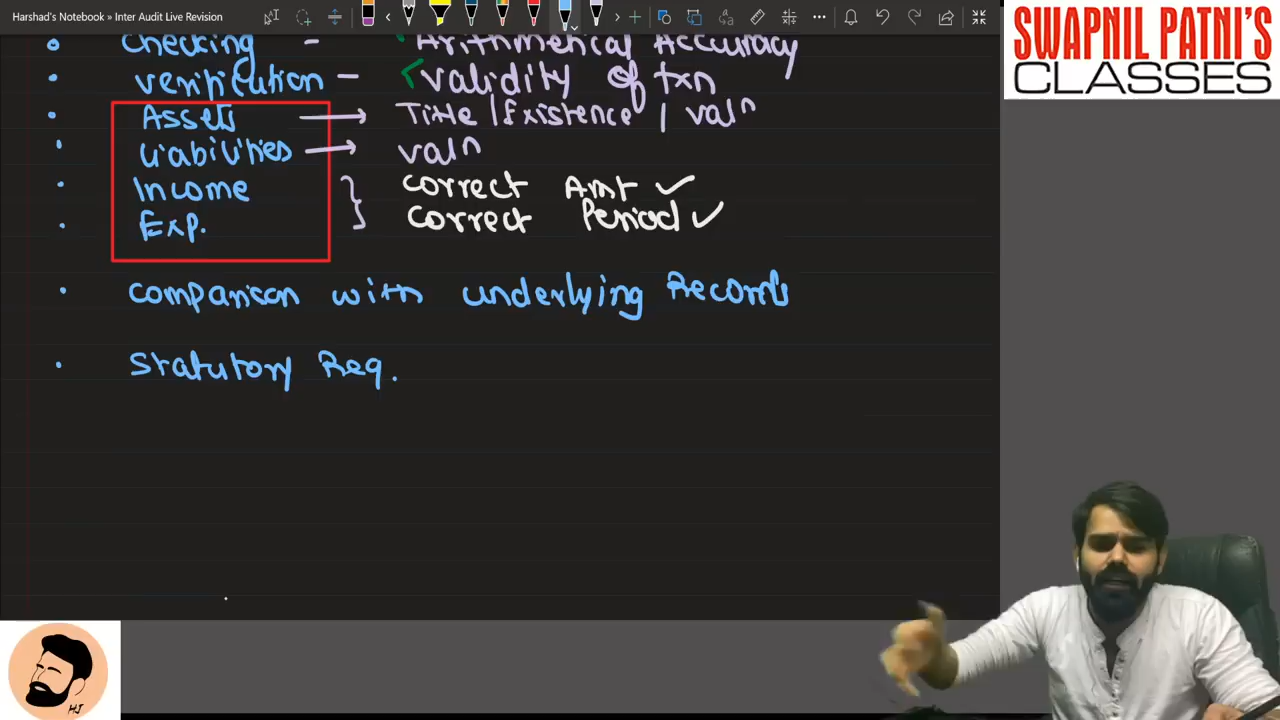 Harshad's Notebook » Inter Audit Live Revision
SWAPNIL PATNI'S
CLASSES
Checking - Arithmetical Accuracy
verification - validity of txn
Assets → Title / Existence / valn
Liabilities → valn
Income } correct Amt ✓
Exp. correct Period ✓
Comparison with underlying Records
Statutory Req.
HJ